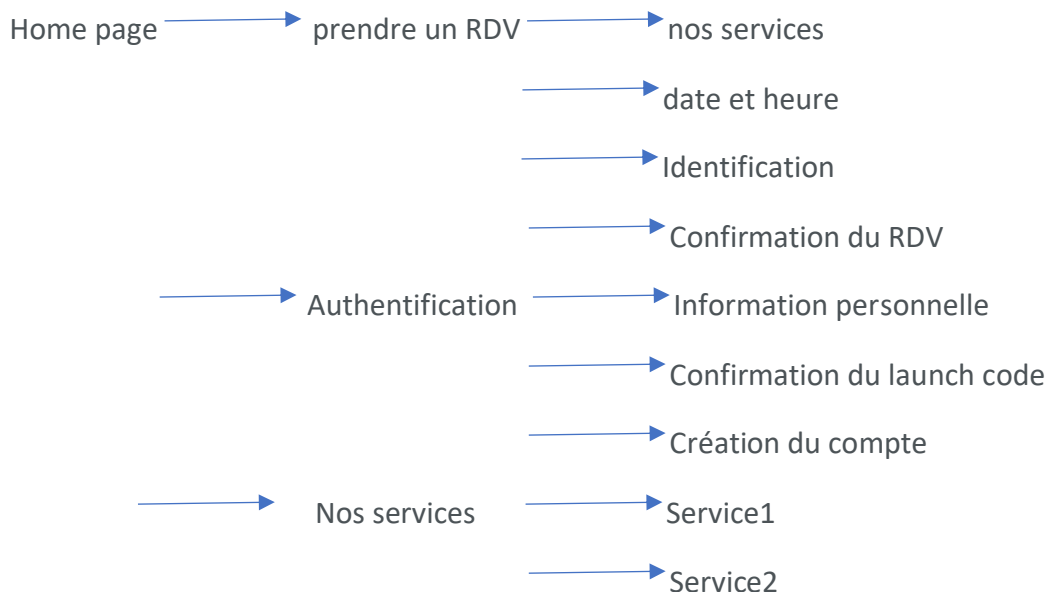 Home page prendre un RDV nos services
date et heure
Identification
Confirmation du RDV
Authentification Information personnelle
Confirmation du launch code
Création du compte
Nos services Service1
Service2